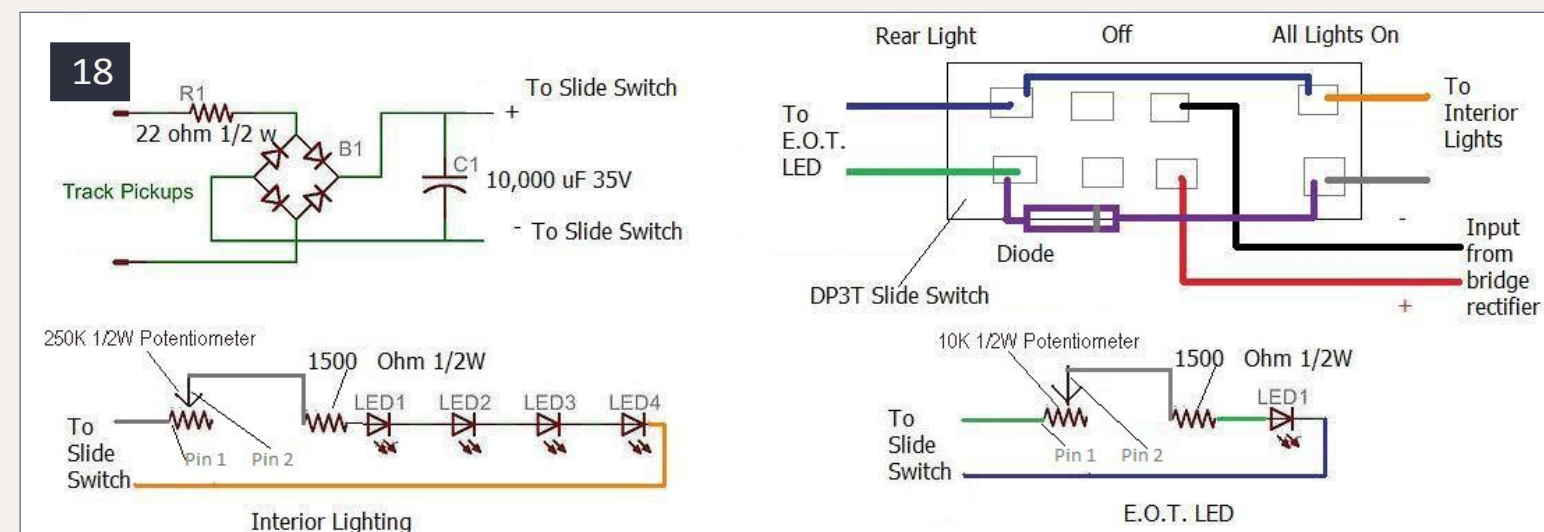 18
R1
22 ohm 1/2 w
B1
Track Pickups
C1
10,000 uF 35V
To Slide Switch
+
- To Slide Switch
Rear Light
Off
All Lights On
To
E.O.T.
LED
To
Interior
Lights
Diode
DP3T Slide Switch
-
Input
from
bridge
rectifier
+
250K 1/2W Potentiometer
1500 Ohm 1/2W
LED1
LED2
LED3
LED4
To
Slide
Switch
Pin 1
Pin 2
Interior Lighting
10K 1/2W Potentiometer
1500 Ohm 1/2W
LED1
To
Slide
Switch
Pin 1
Pin 2
E.O.T. LED